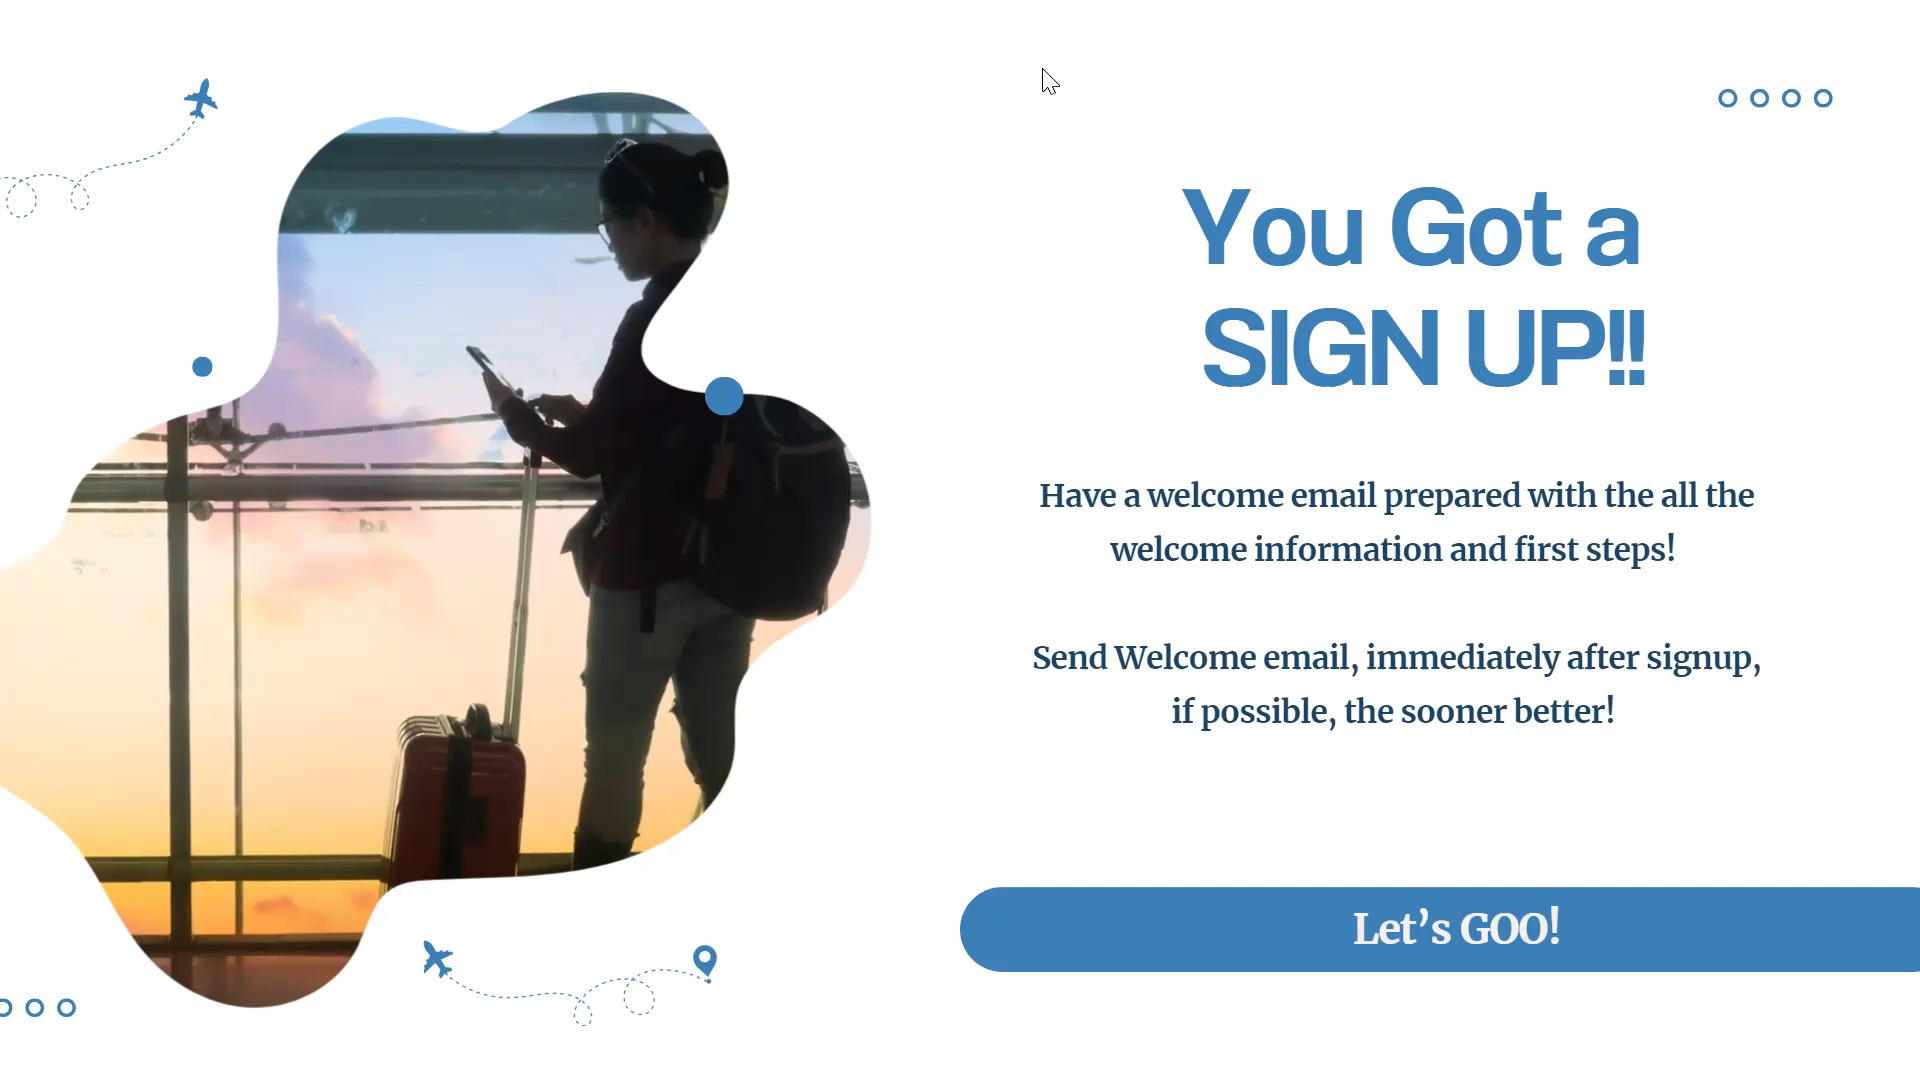 You Got a
SIGN UP!!
Have a welcome email prepared with the all the
welcome information and first steps!
Send Welcome email, immediately after signup,
if possible, the sooner better!
Let’s GOO!